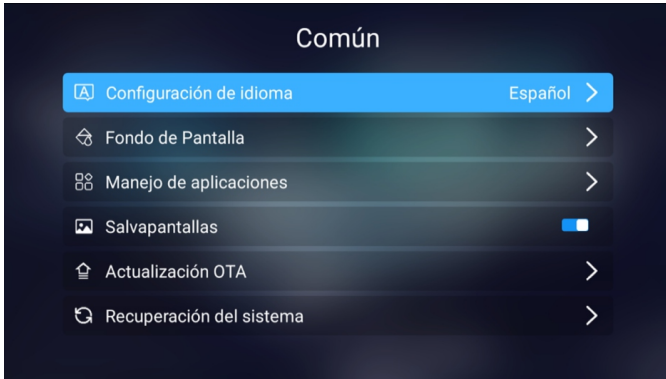 Común
Configuración de idioma Español
Fondo de Pantalla
Manejo de aplicaciones
Salvapantallas
Actualización OTA
Recuperación del sistema